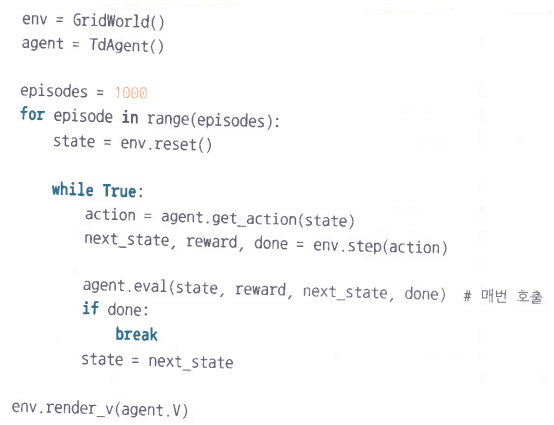 env = GridWorld()
agent = TdAgent()

episodes = 1000
for episode in range(episodes):
    state = env.reset()

    while True:
        action = agent.get_action(state)
        next_state, reward, done = env.step(action)

        agent.eval(state, reward, next_state, done)  # 매번 호출
        if done:
            break
        state = next_state

env.render_v(agent.V)